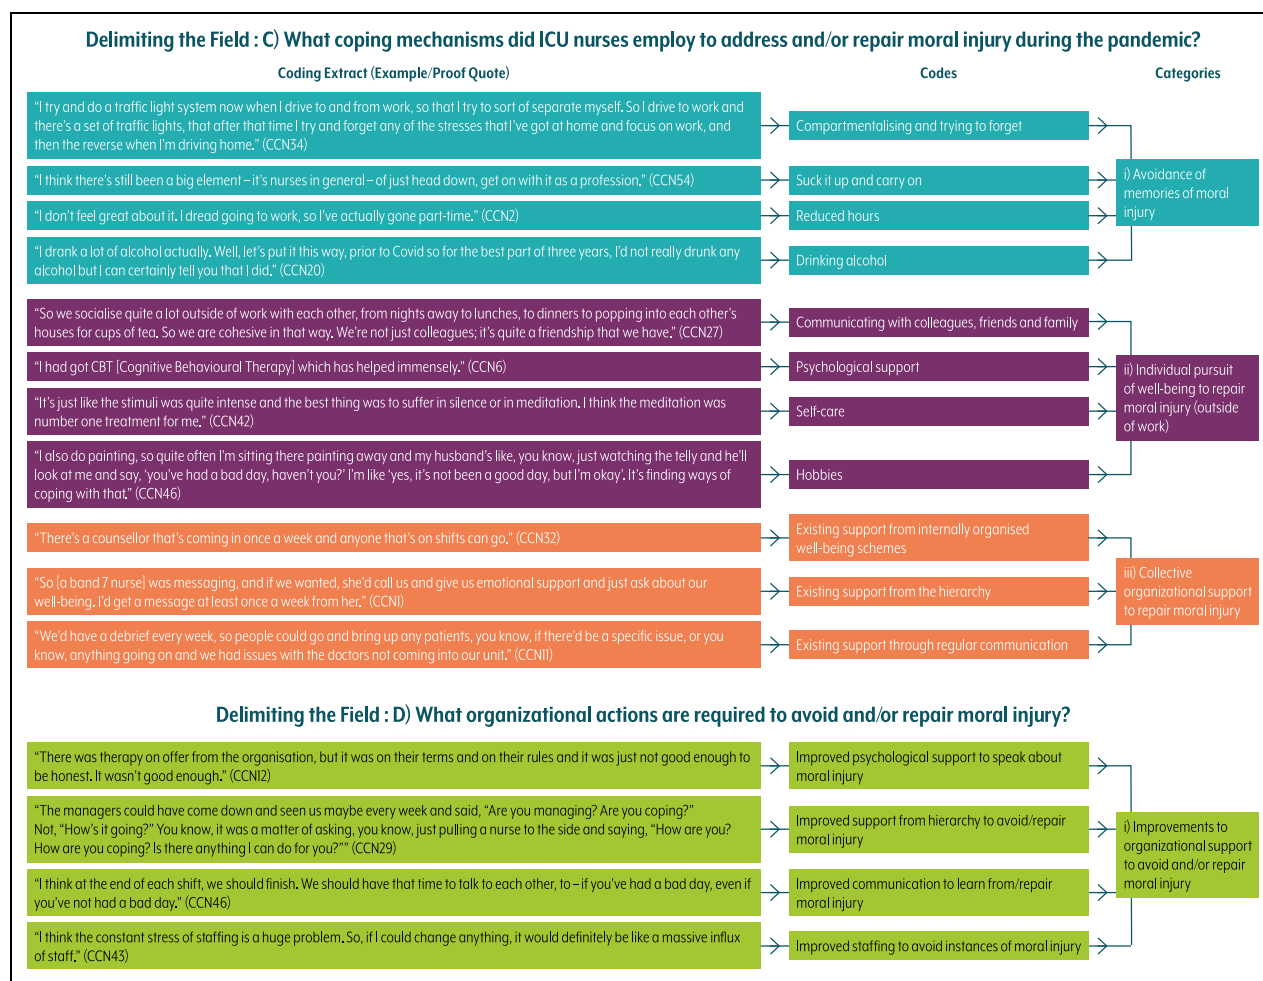 Delimiting the Field : C) What coping mechanisms did ICU nurses employ to address and/or repair moral injury during the pandemic?
Coding Extract (Example/Proof Quote)
Codes
Categories
“I try and do a traffic light system now when I drive to and from work, so that I try to sort of separate myself. So I drive to work and
there’s a set of traffic lights, that after that time I try and forget any of the stresses that I’ve got at home and focus on work, and
then the reverse when I’m driving home.” (CCN34)
Compartmentalising and trying to forget
“I think there’s still been a big element – it’s nurses in general – of just head down, get on with it as a profession.” (CCN54)
Suck it up and carry on
“I don’t feel great about it. I dread going to work, so I’ve actually gone part-time.” (CCN2)
Reduced hours
“I drank a lot of alcohol actually. Well, let’s put it this way, prior to Covid so for the best part of three years, I’d not really drunk any
alcohol but I can certainly tell you that I did.” (CCN20)
Drinking alcohol
i) Avoidance of
memories of moral
injury
“So we socialise quite a lot outside of work with each other, from nights away to lunches, to dinners to popping into each other’s
houses for cups of tea. So we are cohesive in that way. We’re not just colleagues; it’s quite a friendship that we have.” (CCN27)
Communicating with colleagues, friends and family
“I had got CBT [Cognitive Behavioural Therapy] which has helped immensely.” (CCN6)
Psychological support
“It’s just like the stimuli was quite intense and the best thing was to suffer in silence or in meditation. I think the meditation was
number one treatment for me.” (CCN42)
Self-care
“I also do painting, so quite often I’m sitting there painting away and my husband’s like, you know, just watching the telly and he’ll
look at me and say, ‘you’ve had a bad day, haven’t you?’ I’m like ‘yes, it’s not been a good day, but I’m okay’. It’s finding ways of
coping with that.” (CCN46)
Hobbies
ii) Individual pursuit
of well-being to repair
moral injury (outside
of work)
“There’s a counsellor that’s coming in once a week and anyone that’s on shifts can go.” (CCN32)
Existing support from internally organised
well-being schemes
“So [a band 7 nurse] was messaging, and if we wanted, she’d call us and give us emotional support and just ask about our
well-being. I’d get a message at least once a week from her.” (CCN1)
Existing support from the hierarchy
“We’d have a debrief every week, so people could go and bring up any patients, you know, if there’d be a specific issue, or you
know, anything going on and we had issues with the doctors not coming into our unit.” (CCN11)
Existing support through regular communication
iii) Collective
organizational support
to repair moral injury
Delimiting the Field : D) What organizational actions are required to avoid and/or repair moral injury?
“There was therapy on offer from the organisation, but it was on their terms and on their rules and it was just not good enough to
be honest. It wasn’t good enough.” (CCN12)
Improved psychological support to speak about
moral injury
“The managers could have come down and seen us maybe every week and said, “Are you managing? Are you coping?”
Not, “How’s it going?” You know, it was a matter of asking, you know, just pulling a nurse to the side and saying, “How are you?
How are you coping? Is there anything I can do for you?”” (CCN29)
Improved support from hierarchy to avoid/repair
moral injury
“I think at the end of each shift, we should finish. We should have that time to talk to each other, to – if you’ve had a bad day, even if
you’ve not had a bad day.” (CCN46)
Improved communication to learn from/repair
moral injury
“I think the constant stress of staffing is a huge problem. So, if I could change anything, it would definitely be like a massive influx
of staff.” (CCN43)
Improved staffing to avoid instances of moral injury
i) Improvements to
organizational support
to avoid and/or repair
moral injury